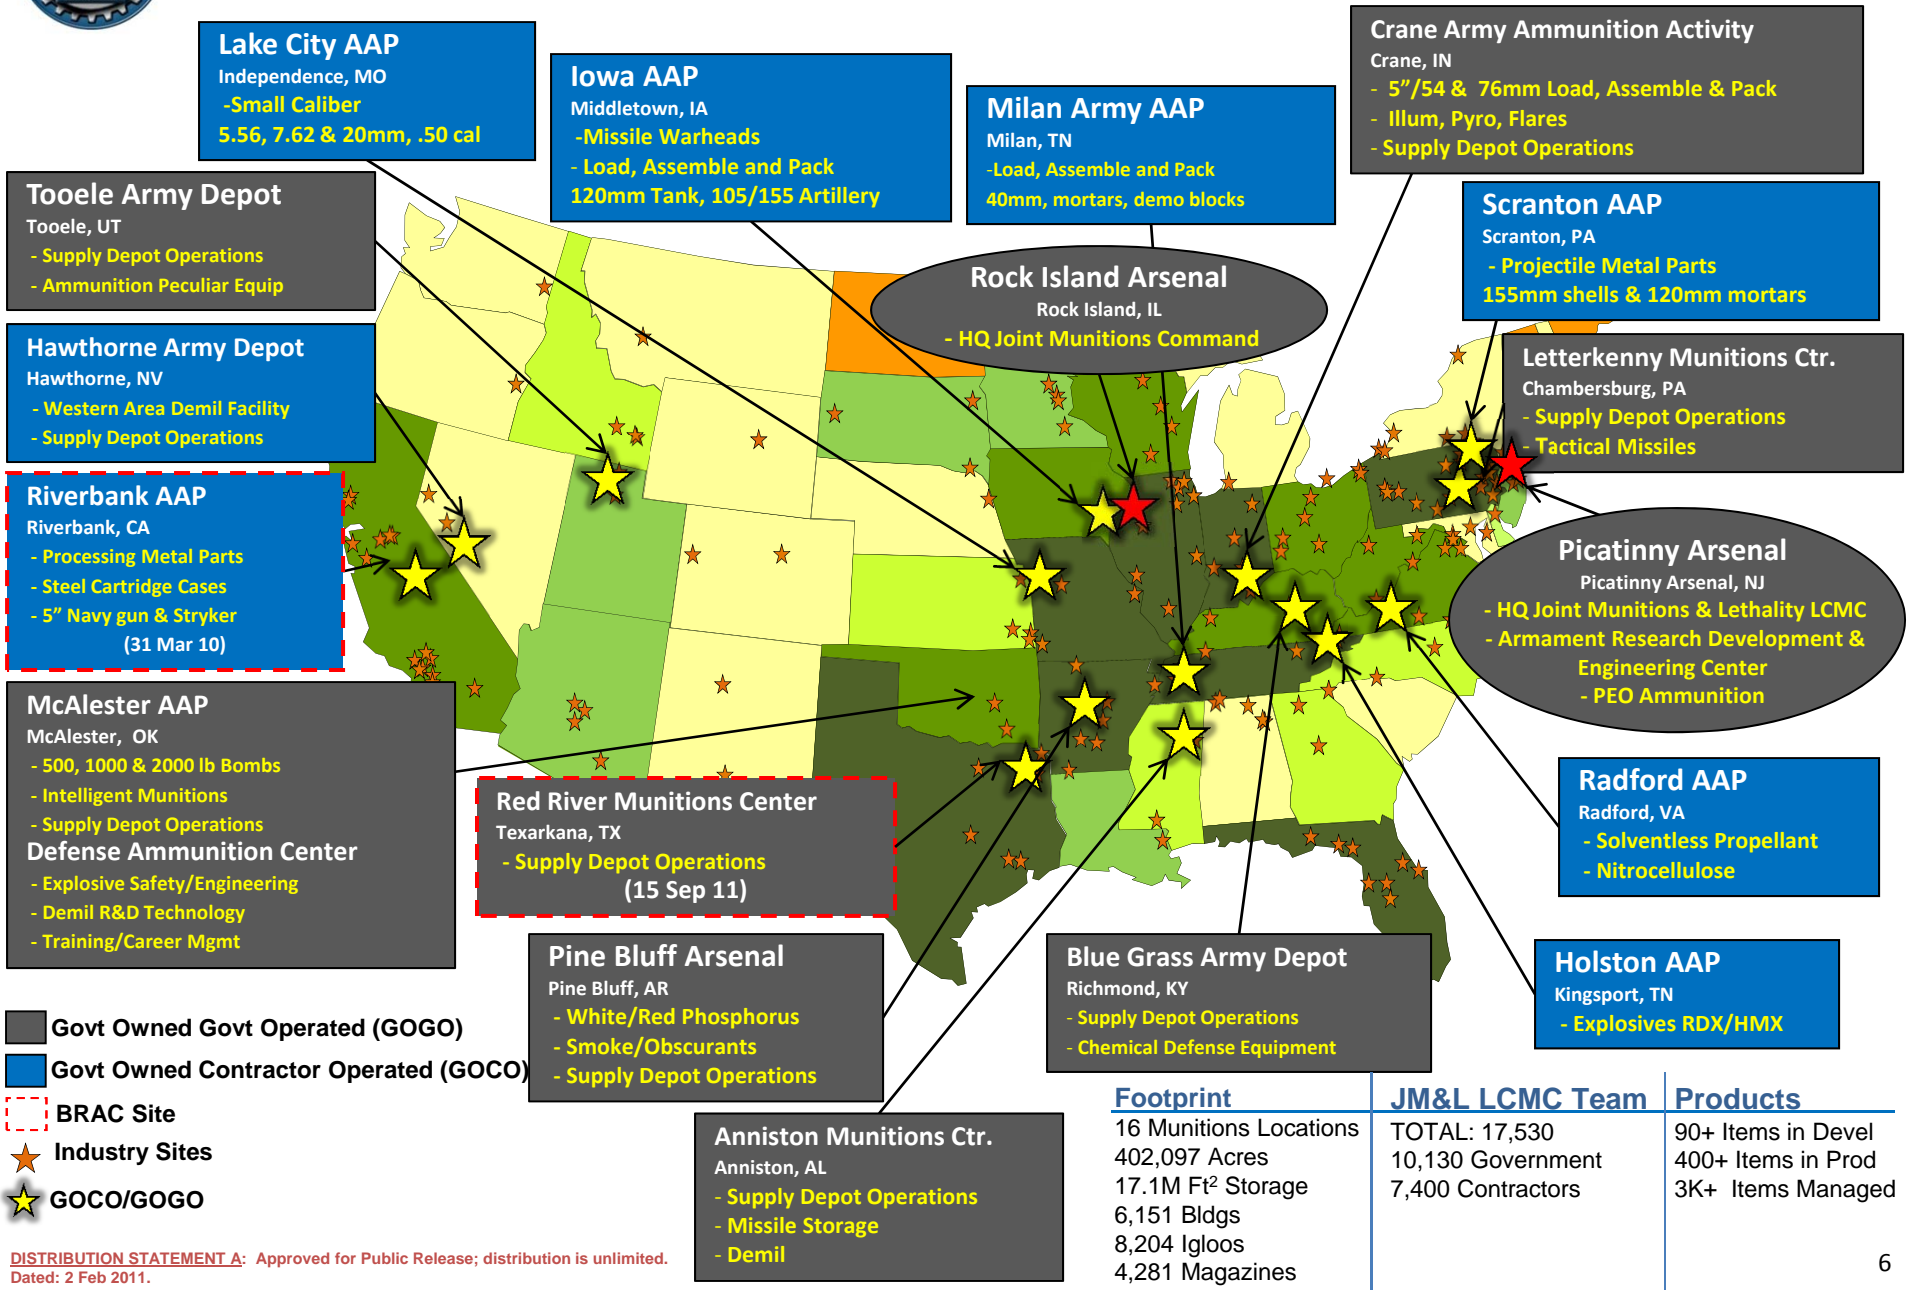 Lake City AAP
Independence, MO
-Small Caliber
5.56, 7.62 & 20mm, .50 cal
Iowa AAP
Middletown, IA
-Missile Warheads
- Load, Assemble and Pack
120mm Tank, 105/155 Artillery
Milan Army AAP
Milan, TN
-Load, Assemble and Pack
40mm, mortars, demo blocks
Crane Army Ammunition Activity
Crane, IN
- 5”/54 & 76mm Load, Assemble & Pack
- Illum, Pyro, Flares
- Supply Depot Operations
Tooele Army Depot
Tooele, UT
- Supply Depot Operations
- Ammunition Peculiar Equip
Rock Island Arsenal
Rock Island, IL
- HQ Joint Munitions Command
Scranton AAP
Scranton, PA
- Projectile Metal Parts
155mm shells & 120mm mortars
Hawthorne Army Depot
Hawthorne, NV
- Western Area Demil Facility
- Supply Depot Operations
Letterkenny Munitions Ctr.
Chambersburg, PA
- Supply Depot Operations
- Tactical Missiles
Riverbank AAP
Riverbank, CA
- Processing Metal Parts
- Steel Cartridge Cases
- 5” Navy gun & Stryker
(31 Mar 10)
Picatinny Arsenal
Picatinny Arsenal, NJ
- HQ Joint Munitions & Lethality LCMC
- Armament Research Development &
Engineering Center
- PEO Ammunition
McAlester AAP
McAlester, OK
- 500, 1000 & 2000 lb Bombs
- Intelligent Munitions
- Supply Depot Operations
Defense Ammunition Center
- Explosive Safety/Engineering
- Demil R&D Technology
- Training/Career Mgmt
Red River Munitions Center
Texarkana, TX
- Supply Depot Operations
(15 Sep 11)
Radford AAP
Radford, VA
- Solventless Propellant
- Nitrocellulose
Pine Bluff Arsenal
Pine Bluff, AR
- White/Red Phosphorus
- Smoke/Obscurants
- Supply Depot Operations
Blue Grass Army Depot
Richmond, KY
- Supply Depot Operations
- Chemical Defense Equipment
Holston AAP
Kingsport, TN
- Explosives RDX/HMX
Anniston Munitions Ctr.
Anniston, AL
- Supply Depot Operations
- Missile Storage
- Demil
Govt Owned Govt Operated (GOGO)
Govt Owned Contractor Operated (GOCO)
BRAC Site
Industry Sites
GOCO/GOGO
Footprint
16 Munitions Locations
402,097 Acres
17.1M Ft2 Storage
6,151 Bldgs
8,204 Igloos
4,281 Magazines
JM&L LCMC Team
TOTAL: 17,530
10,130 Government
7,400 Contractors
Products
90+ Items in Devel
400+ Items in Prod
3K+ Items Managed
DISTRIBUTION STATEMENT A: Approved for Public Release; distribution is unlimited.
Dated: 2 Feb 2011.
6